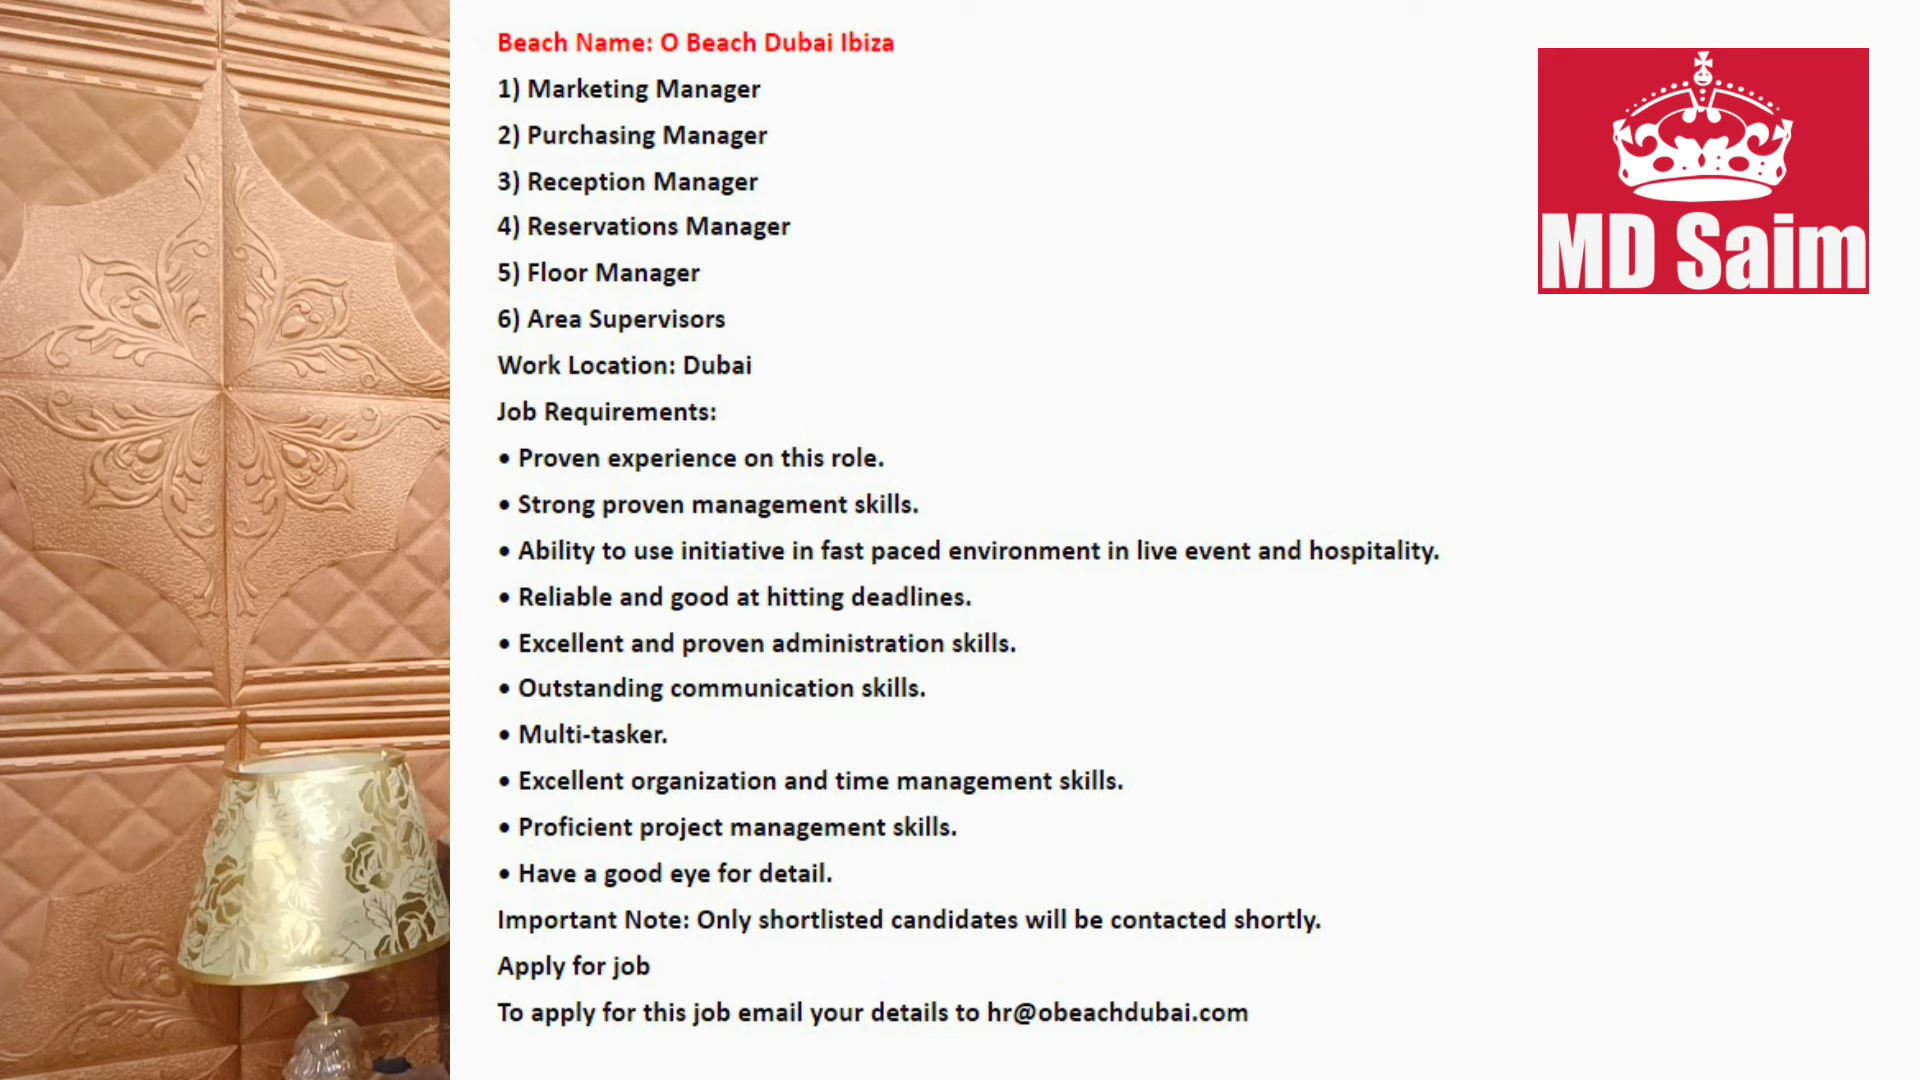 Beach Name: O Beach Dubai Ibiza
1) Marketing Manager
2) Purchasing Manager
3) Reception Manager
4) Reservations Manager
5) Floor Manager
6) Area Supervisors
Work Location: Dubai
Job Requirements:
• Proven experience on this role.
• Strong proven management skills.
• Ability to use initiative in fast paced environment in live event and hospitality.
• Reliable and good at hitting deadlines.
• Excellent and proven administration skills.
• Outstanding communication skills.
• Multi-tasker.
• Excellent organization and time management skills.
• Proficient project management skills.
• Have a good eye for detail.
Important Note: Only shortlisted candidates will be contacted shortly.
Apply for job
To apply for this job email your details to hr@obeachdubai.com
MD Saim